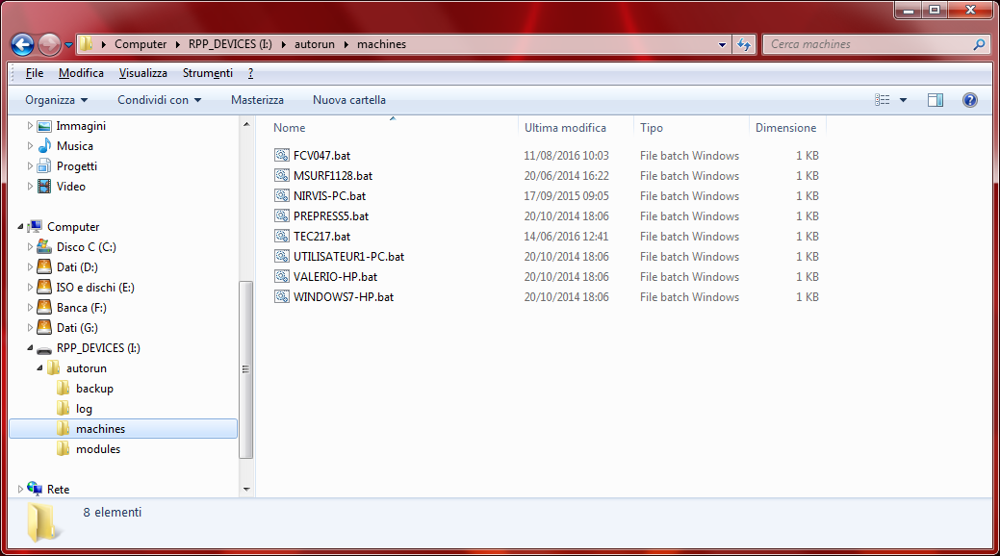 Computer RPP_DEVICES (I:) autorun machines
Cerca machines
File Modifica Visualizza Strumenti ?
Organizza Condividi con Masterizza Nuova cartella
Immagini
Musica
Progetti
Video
Computer
Disco C (C:)
Dati (D:)
ISO e dischi (E:)
Banca (F:)
Dati (G:)
RPP_DEVICES (I:)
autorun
backup
log
machines
modules
Rete
Nome Ultima modifica Tipo Dimensione
FCV047.bat 11/08/2016 10:03 File batch Windows 1 KB
MSURF1128.bat 20/06/2014 16:22 File batch Windows 1 KB
NIRVIS-PC.bat 17/09/2015 09:05 File batch Windows 1 KB
PREPRESS5.bat 20/10/2014 18:06 File batch Windows 1 KB
TEC217.bat 14/06/2016 12:41 File batch Windows 1 KB
UTILISATEUR1-PC.bat 20/10/2014 18:06 File batch Windows 1 KB
VALERIO-HP.bat 20/10/2014 18:06 File batch Windows 1 KB
WINDOWS7-HP.bat 20/10/2014 18:06 File batch Windows 1 KB
8 elementi